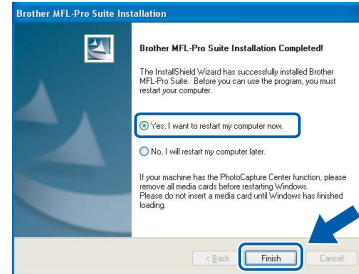 Brother MFL-Pro Suite Installation
Brother MFL-Pro Suite Installation Completed!
The InstallShield Wizard has successfully installed Brother
MFL-Pro Suite. Before you can use the program, you must
restart your computer.
Yes, I want to restart my computer now.
No, I will restart my computer later.
If your machine has the PhotoCapture Center function, please
remove all media cards before restarting Windows.
Please do not insert a media card until Windows has finished
loading.
< Back
Finish
Cancel